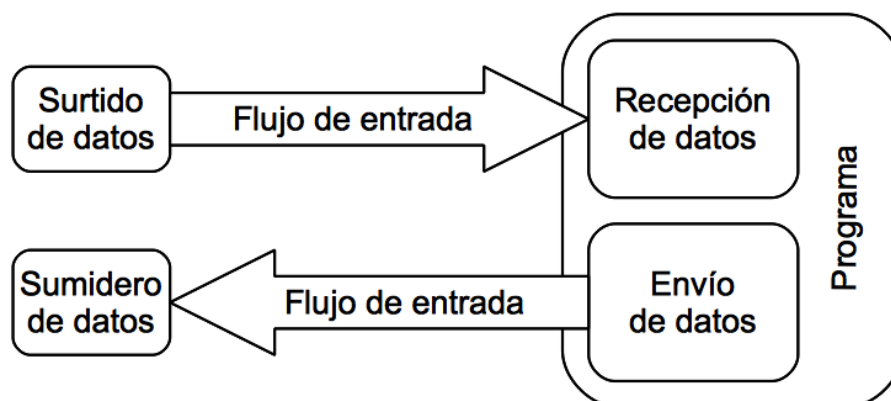 Surtido
de datos
Flujo de entrada
Recepción
de datos
Programa
Sumidero
de datos
Flujo de entrada
Envío
de datos